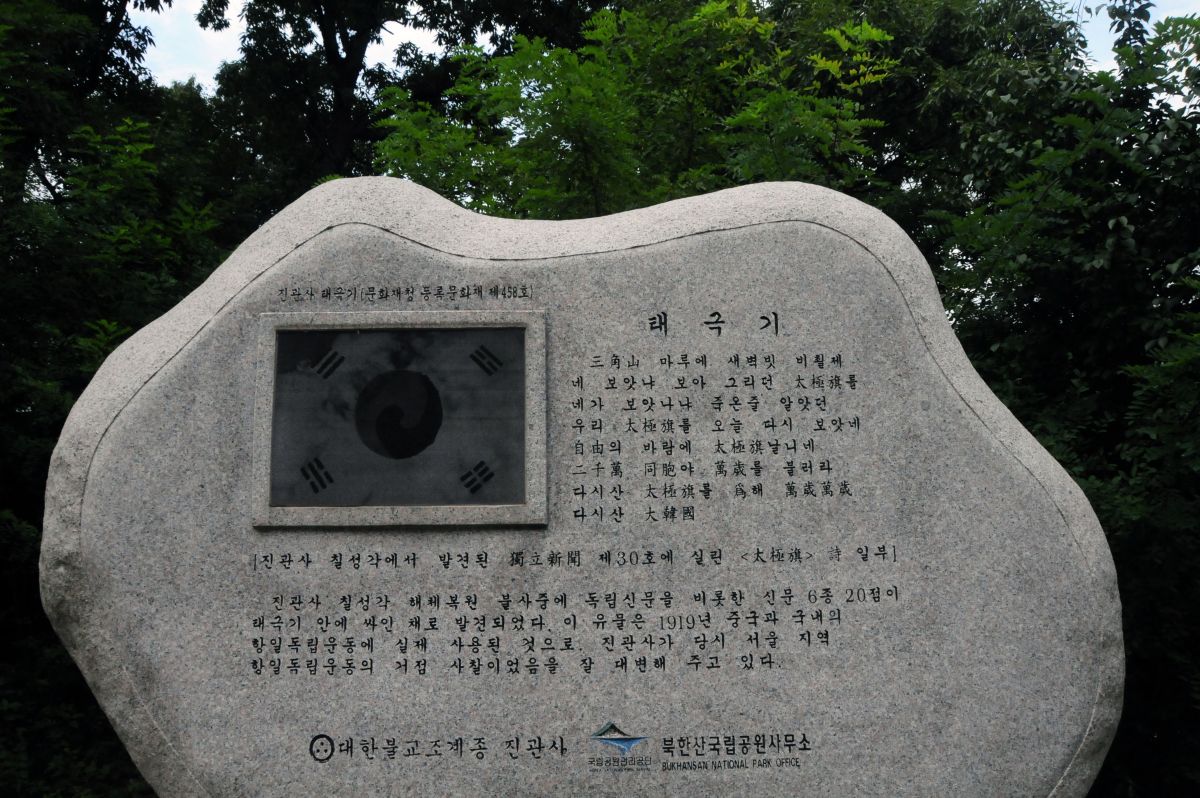 진관사 태극기(문화재청 등록문화재 제458호)
태극기
三角山 마루에 새벽빗 비췰제
네 보앗냐 보아 그리던 太極旗를
네가 보앗나냐 죽온줄 알앗던
우리 太極旗를 오늘 다시 보앗네
自由의 바람에 太極旗날니네
二千萬 同胞야 萬歲를 불러라
다시산 太極旗를 爲해 萬歲萬歲
다시산 大韓國
[진관사 칠성각에서 발견된 獨立新聞 제30호에 실린 <太極旗> 詩 일부]
진관사 칠성각 해체복원 불사중에 독립신문을 비롯한 신문 6종 20점이
태극기 안에 싸인 채로 발견되었다. 이 유물은 1919년 중국과 국내의
항일독립운동에 실제 사용된 것으로, 진관사가 당시 서울 지역
항일독립운동의 거점 사찰이었음을 잘 대변해 주고 있다.
대한불교조계종 진관사
국립공원관리공단
북한산국립공원사무소
BUKHANSAN NATIONAL PARK OFFICE